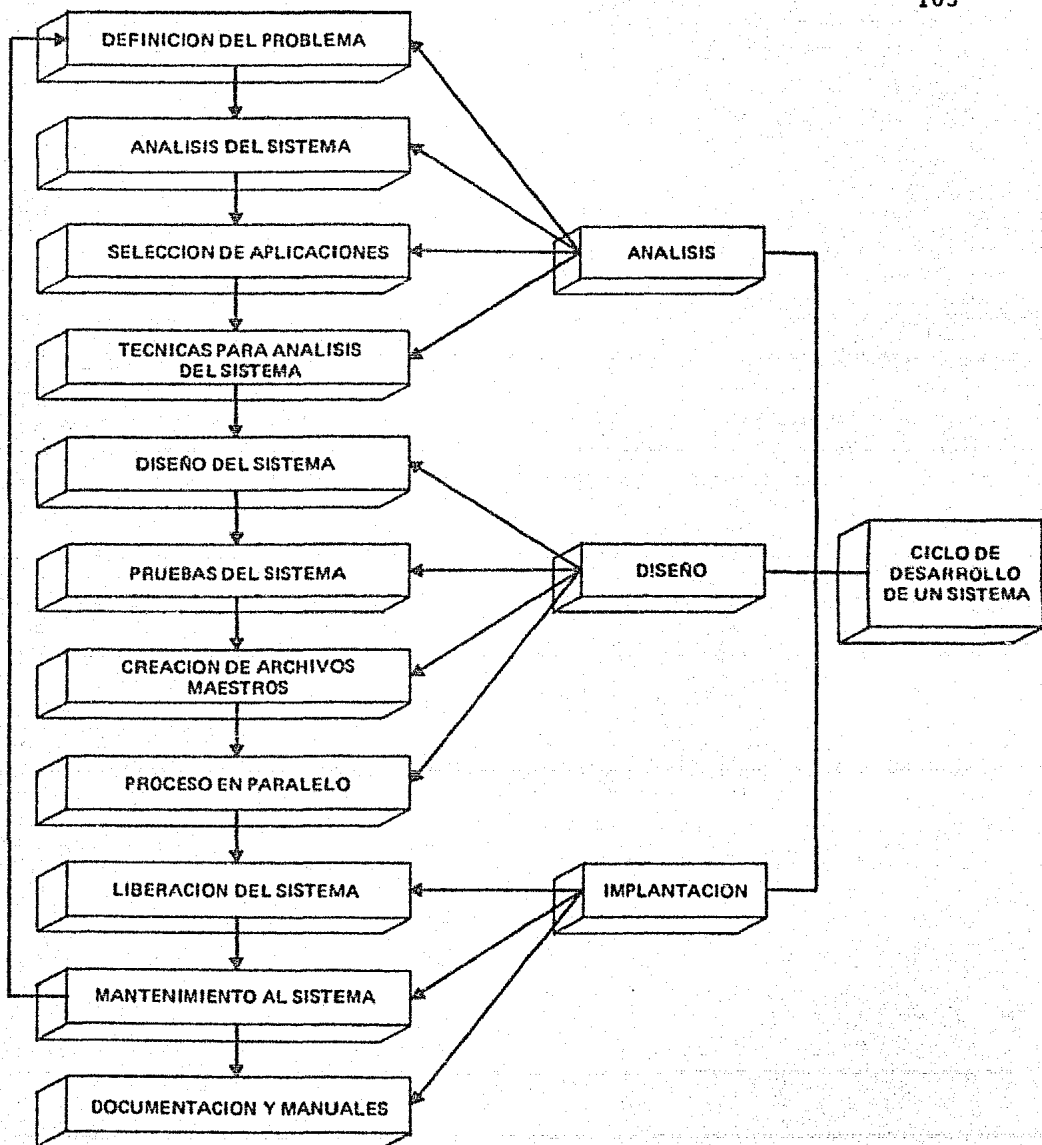 DEFINICION DEL PROBLEMA
ANALISIS DEL SISTEMA
SELECCION DE APLICACIONES
TECNICAS PARA ANALISIS
DEL SISTEMA
DISEÑO DEL SISTEMA
PRUEBAS DEL SISTEMA
CREACION DE ARCHIVOS
MAESTROS
PROCESO EN PARALELO
LIBERACION DEL SISTEMA
MANTENIMIENTO AL SISTEMA
DOCUMENTACION Y MANUALES
ANALISIS
DISEÑO
IMPLANTACION
CICLO DE
DESARROLLO
DE UN SISTEMA